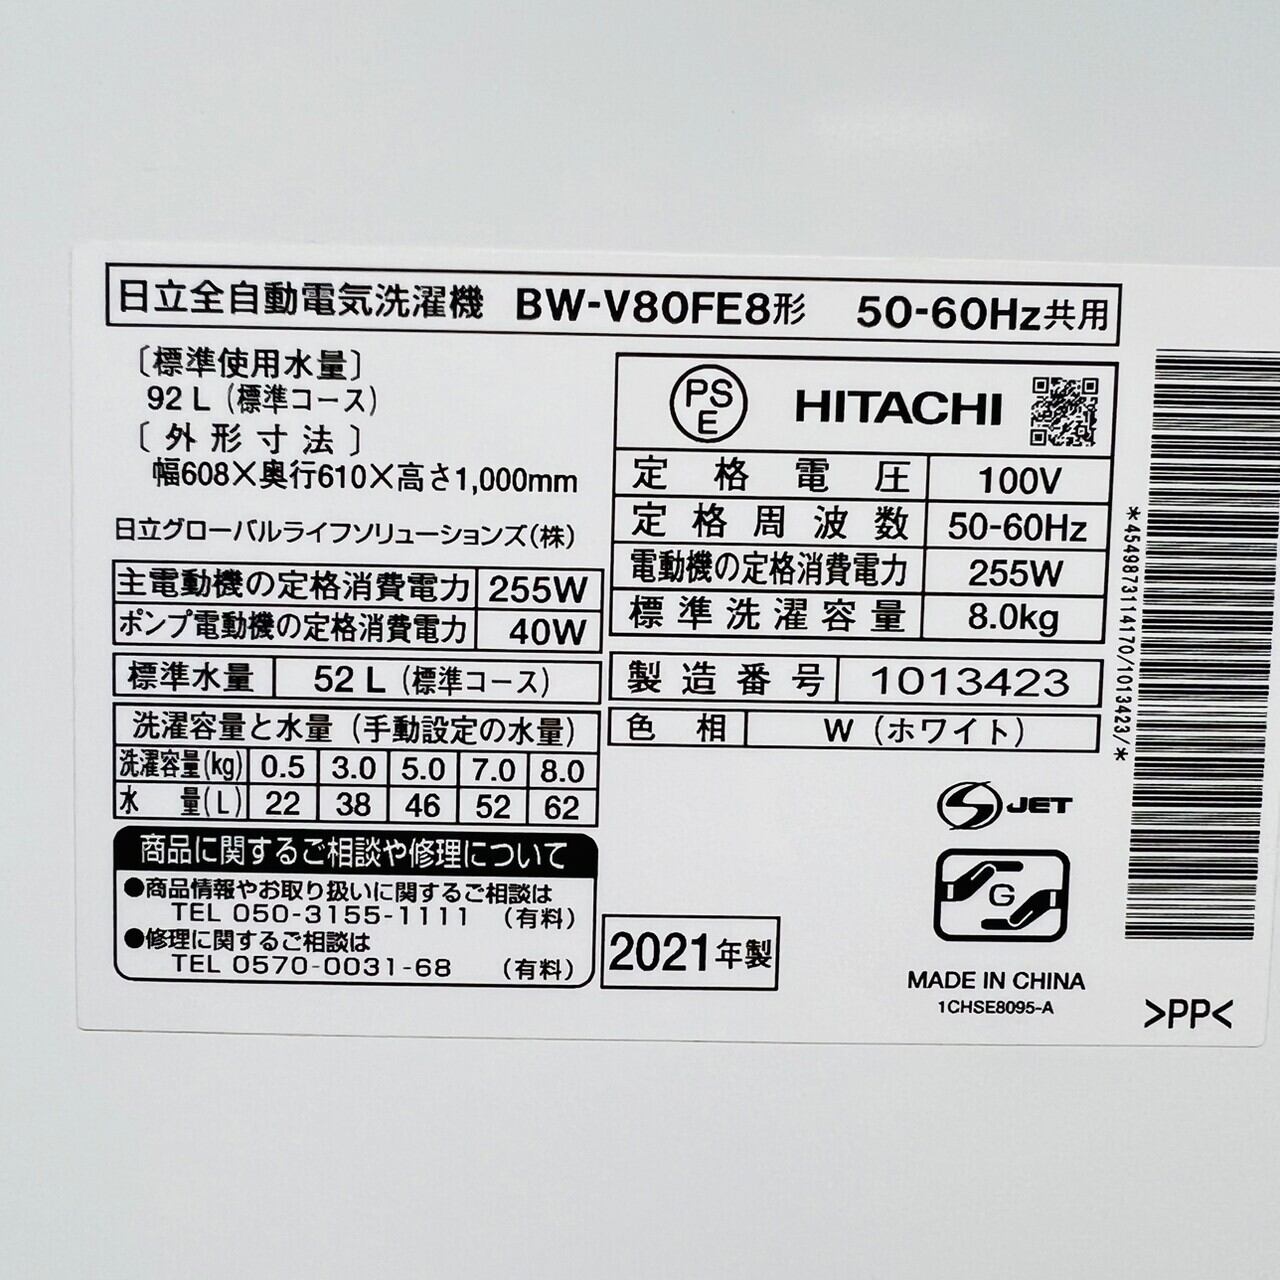 日立全自動電気洗濯機 BW-V80FE8形 50-60Hz共用
〔標準使用水量〕
92 L (標準コース)
〔外形寸法〕
幅608×奥行610×高さ1,000mm
日立グローバルライフソリューションズ(株)
主電動機の定格消費電力 255W
ポンプ電動機の定格消費電力 40W
標準水量 52 L (標準コース)
洗濯容量と水量 (手動設定の水量)
洗濯容量(kg) 0.5 3.0 5.0 7.0 8.0
水量(L) 22 38 46 52 62
商品に関するご相談や修理について
●商品情報やお取り扱いに関するご相談は
TEL 050-3155-1111 (有料)
●修理に関するご相談は
TEL 0570-0031-68 (有料)
PSE HITACHI
定格電圧 100V
定格周波数 50-60Hz
電動機の定格消費電力 255W
標準洗濯容量 8.0kg
製造番号 1013423
色相 W (ホワイト)
S JET
G
2021年製
MADE IN CHINA
1CHSE8095-A
*4549873114170/1013423/*
>PP<